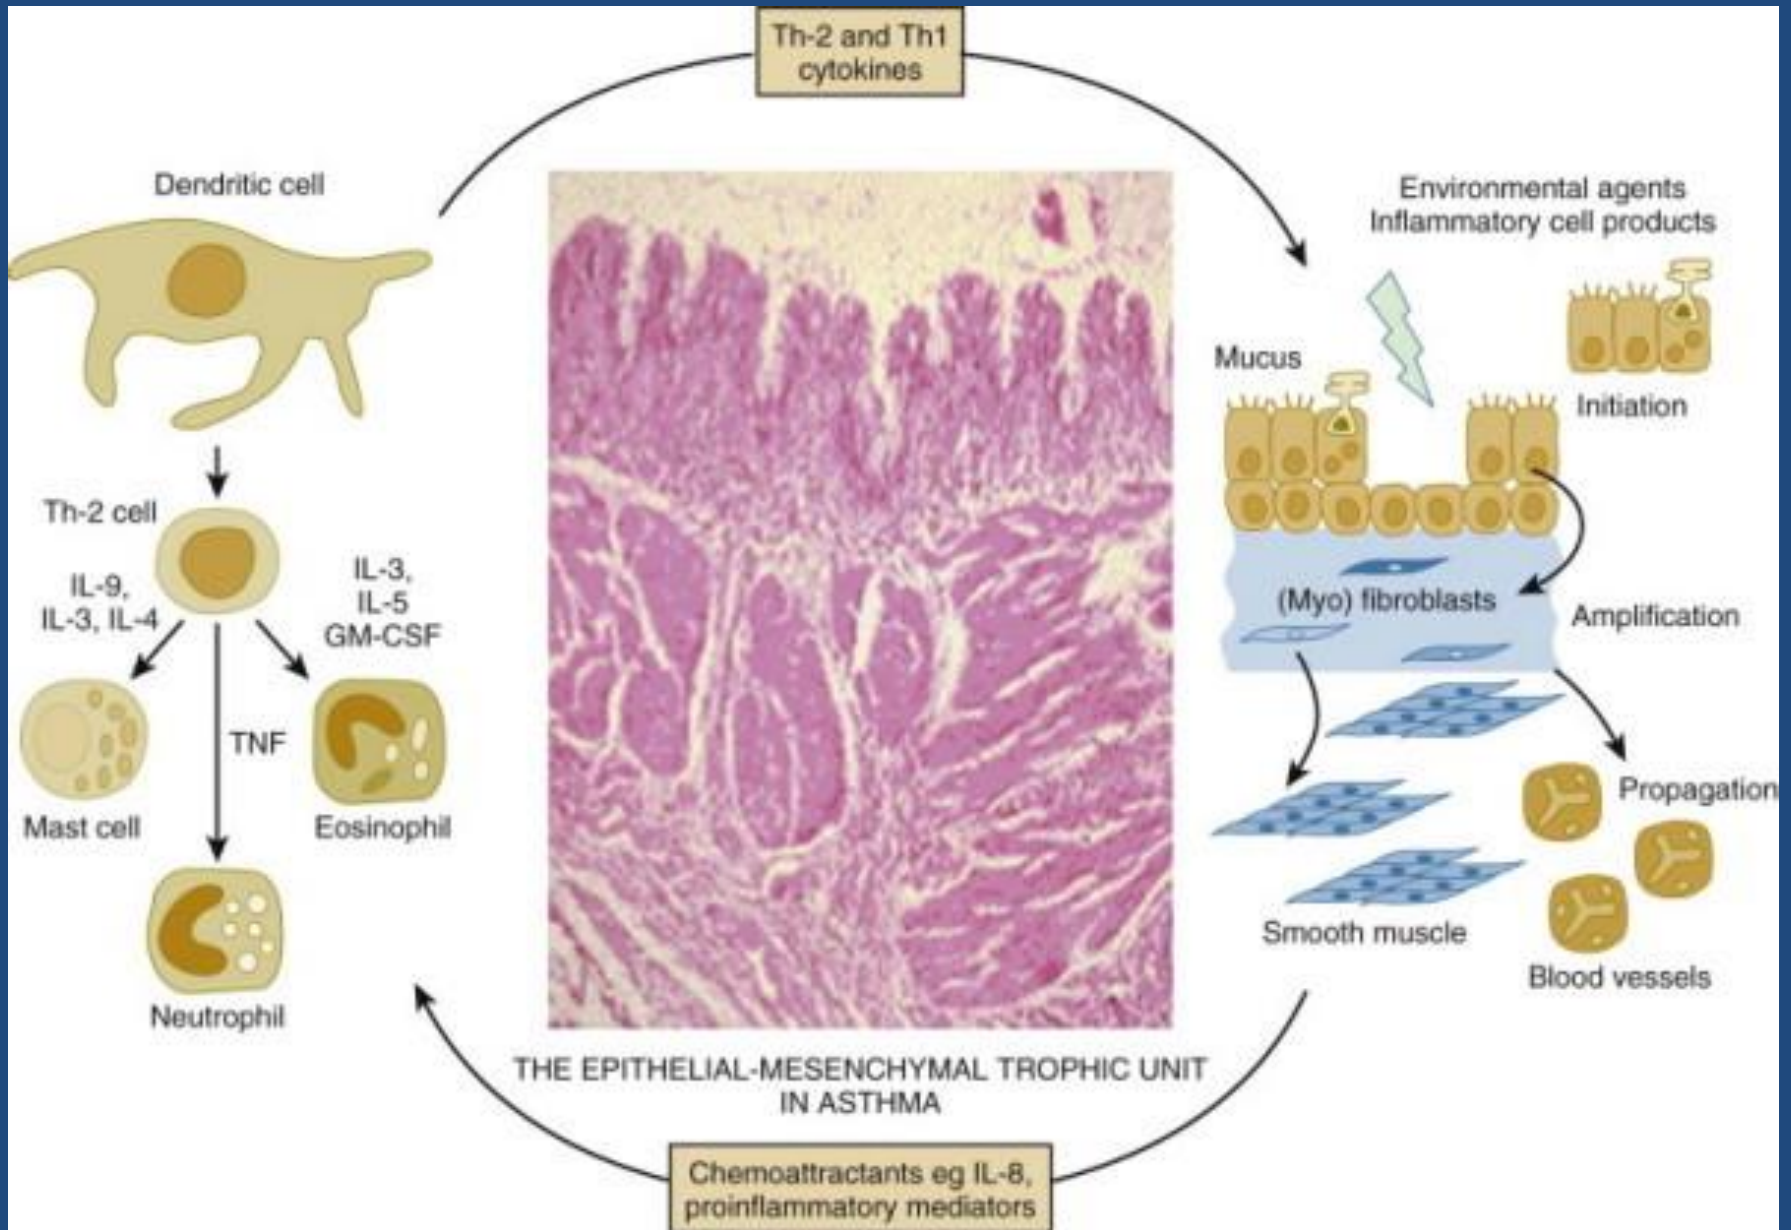 Th-2 and Th1
cytokines
Dendritic cell
Environmental agents
Inflammatory cell products
Mucus
Initiation
Th-2 cell
IL-9,
IL-3, IL-4
IL-3,
IL-5
GM-CSF
(Myo) fibroblasts
Amplification
TNF
Mast cell
Eosinophil
Propagation
Smooth muscle
Blood vessels
Neutrophil
THE EPITHELIAL-MESENCHYMAL TROPHIC UNIT
IN ASTHMA
Chemoattractants eg IL-8,
proinflammatory mediators